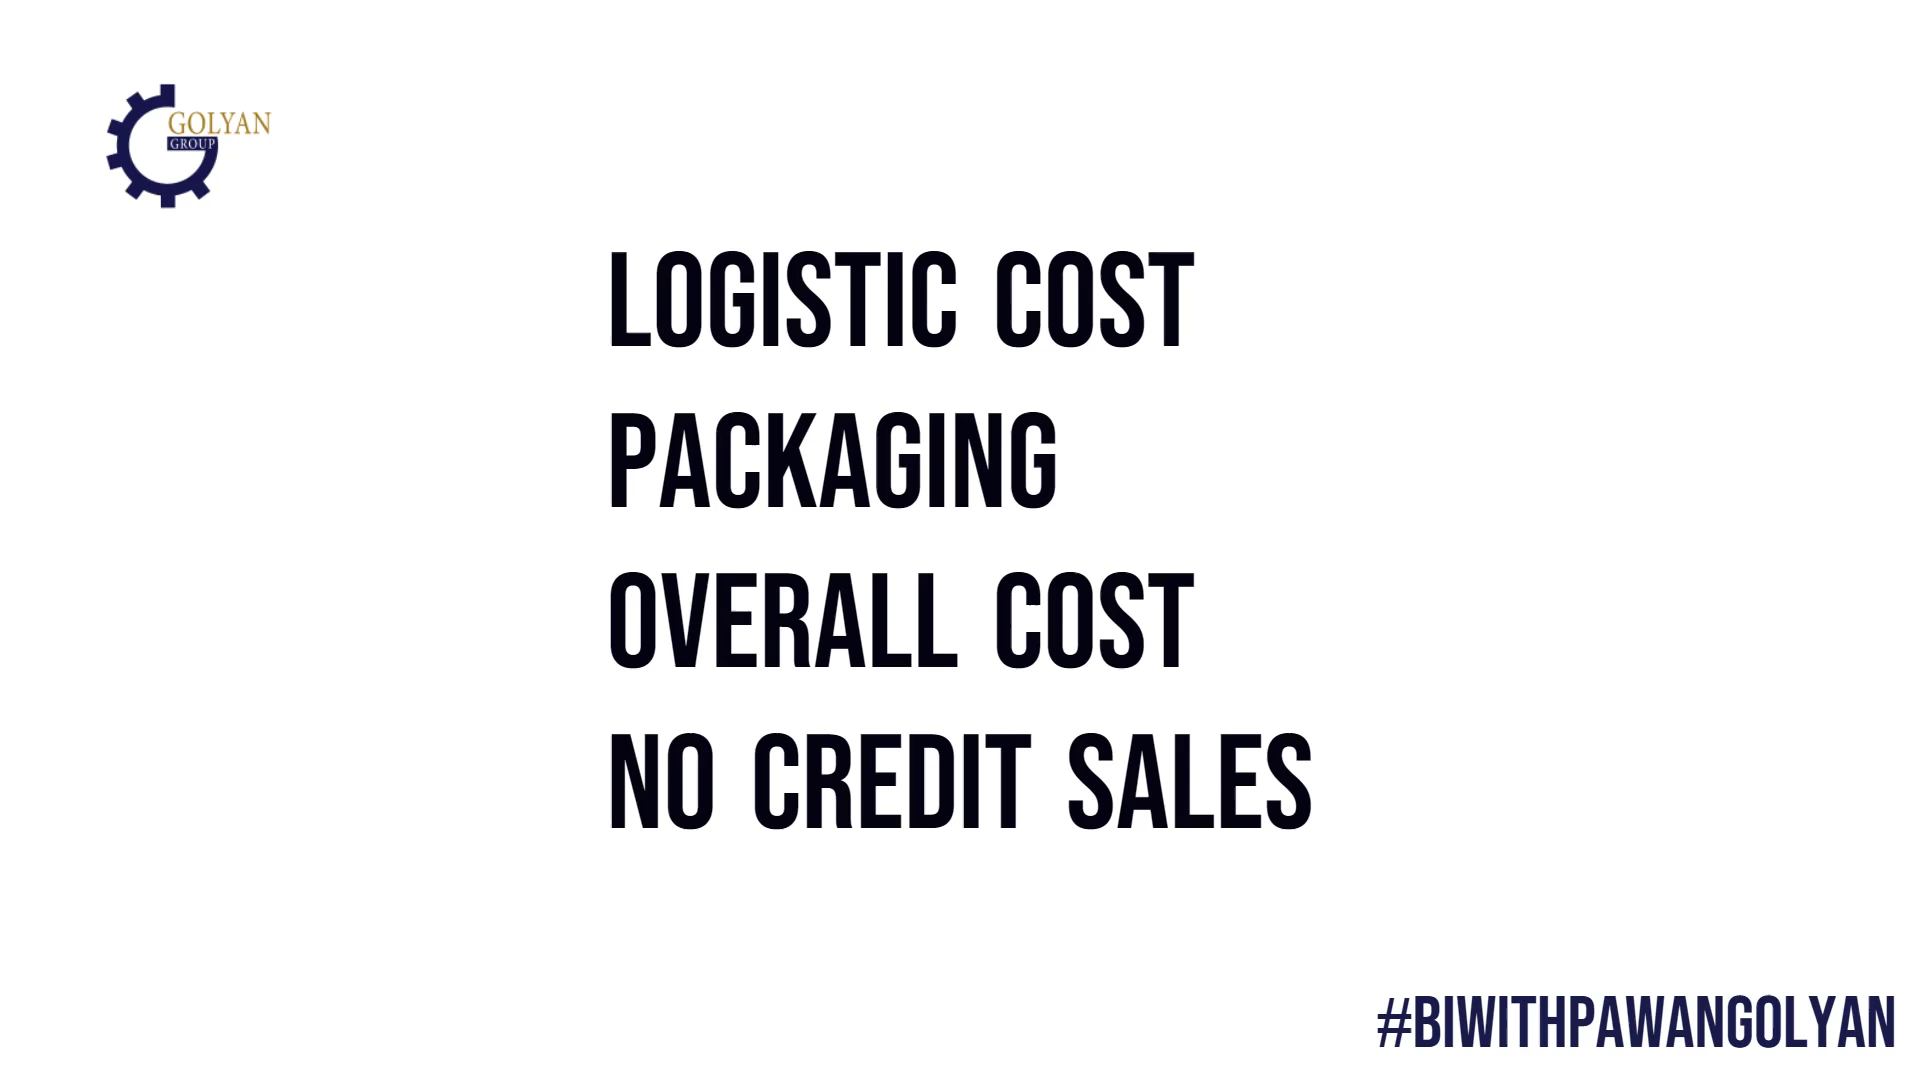 GOLYAN
GROUP
LOGISTIC COST
PACKAGING
OVERALL COST
NO CREDIT SALES
#BIWITHPAWANGOLYAN